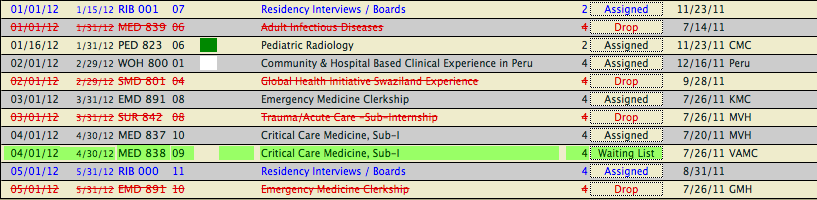 01/01/12 1/15/12 RIB 001 07 Residency Interviews / Boards 2 Assigned 11/23/11
01/01/12 1/31/12 MED 839 06 Adult Infectious Diseases 4 Drop 7/14/11
01/16/12 1/31/12 PED 823 06 Pediatric Radiology 2 Assigned 11/23/11 CMC
02/01/12 2/29/12 WOH 800 01 Community & Hospital Based Clinical Experience in Peru 4 Assigned 12/16/11 Peru
02/01/12 2/29/12 SMD 801 04 Global Health Initiative Swaziland Experience 4 Drop 9/28/11
03/01/12 3/31/12 EMD 891 08 Emergency Medicine Clerkship 4 Assigned 7/26/11 KMC
03/01/12 3/31/12 SUR 842 08 Trauma/Acute Care -Sub-Internship 4 Drop 7/26/11 MVH
04/01/12 4/30/12 MED 837 10 Critical Care Medicine, Sub-I 4 Assigned 7/20/11 MVH
04/01/12 4/30/12 MED 838 09 Critical Care Medicine, Sub-I 4 Waiting List 7/26/11 VAMC
05/01/12 5/31/12 RIB 000 11 Residency Interviews / Boards 4 Assigned 8/31/11
05/01/12 5/31/12 EMD 891 10 Emergency Medicine Clerkship 4 Drop 7/26/11 GMH